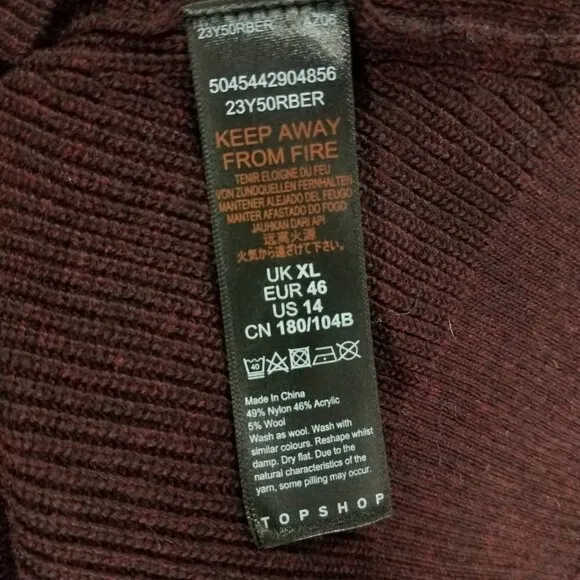 23Y50RBER AZ06
5045442904856
23Y50RBER
KEEP AWAY
FROM FIRE
TENIR ELOIGNE DU FEU
VON ZUNDQUELLEN FERNHALTEN
MANTENER ALEJADO DEL FEUGO
MANTER AFASTADO DO FOGO
JAUHKAN DARI API
远离火源
火気から遠ざけて下さい。
UK XL
EUR 46
US 14
CN 180/104B
40
Made In China
49% Nylon 46% Acrylic
5% Wool
Wash as wool. Wash with
similar colours. Reshape whilst
damp. Dry flat. Due to the
natural characteristics of the
yarn, some pilling may occur.
TOPSHOP